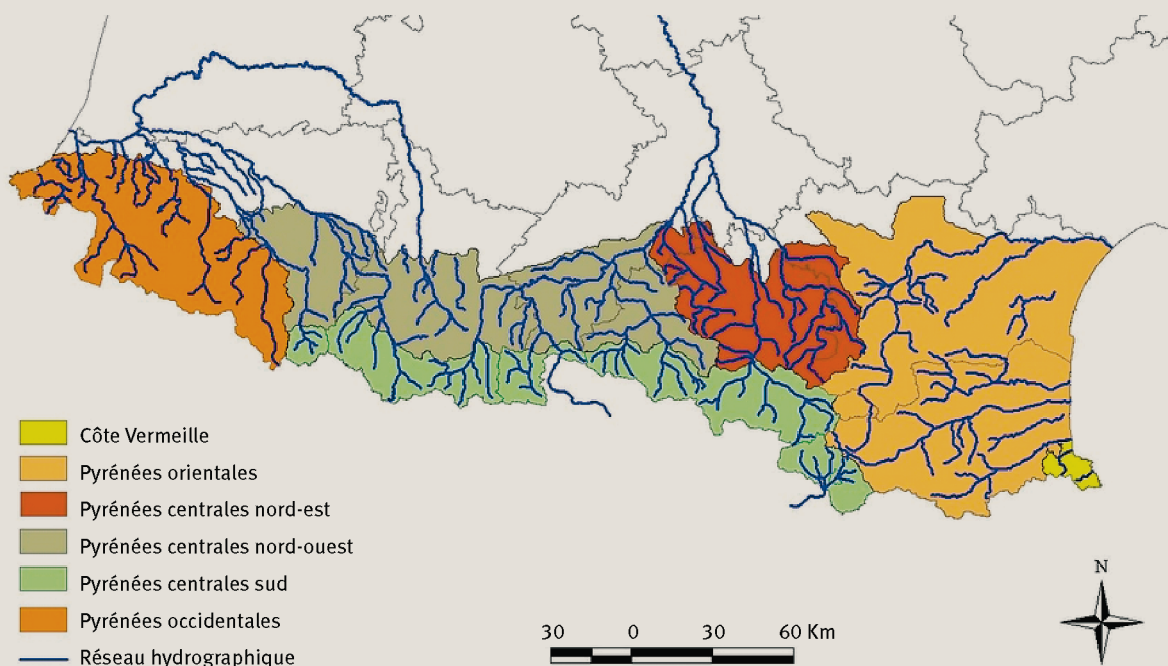 Côte Vermeille
Pyrénées orientales
Pyrénées centrales nord-est
Pyrénées centrales nord-ouest
Pyrénées centrales sud
Pyrénées occidentales
Réseau hydrographique
30 0 30 60 Km
N